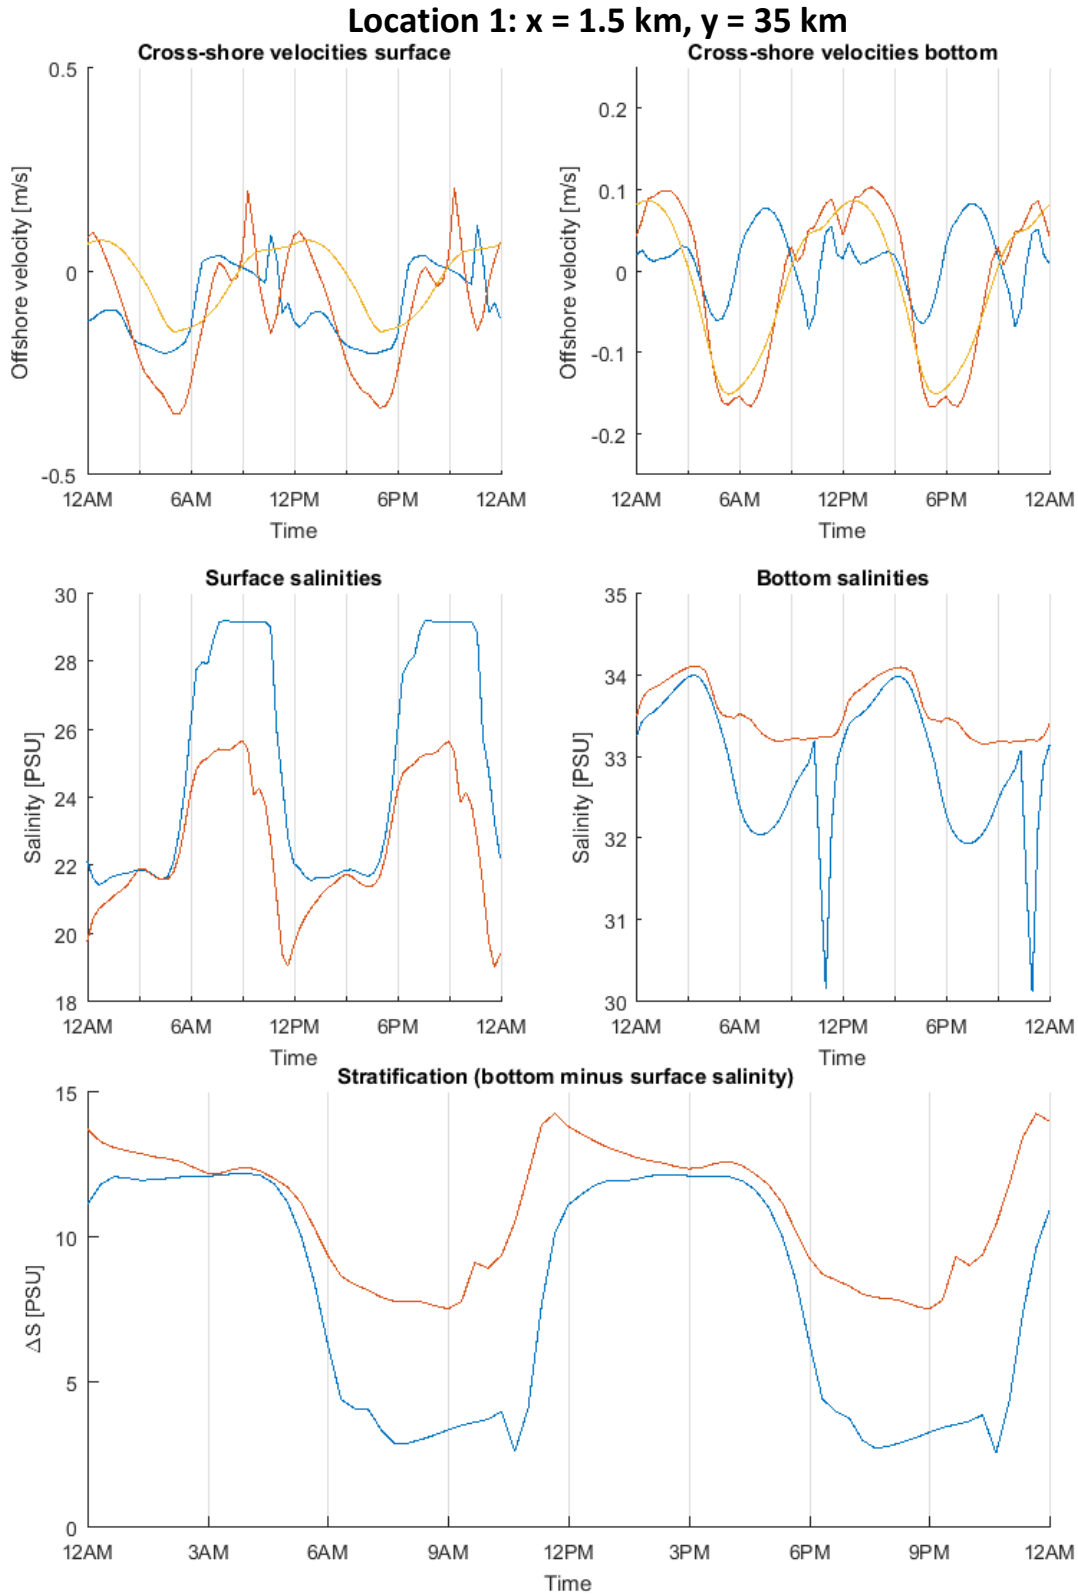 Location 1: x = 1.5 km, y = 35 km
Cross-shore velocities surface
Offshore velocity [m/s]
0.5
0
-0.5
12AM 6AM 12PM 6PM 12AM
Time
Cross-shore velocities bottom
Offshore velocity [m/s]
0.2
0.1
0
-0.1
-0.2
12AM 6AM 12PM 6PM 12AM
Time
Surface salinities
Salinity [PSU]
30
28
26
24
22
20
18
12AM 6AM 12PM 6PM 12AM
Time
Bottom salinities
Salinity [PSU]
35
34
33
32
31
30
12AM 6AM 12PM 6PM 12AM
Time
Stratification (bottom minus surface salinity)
ΔS [PSU]
15
10
5
0
12AM 3AM 6AM 9AM 12PM 3PM 6PM 9PM 12AM
Time